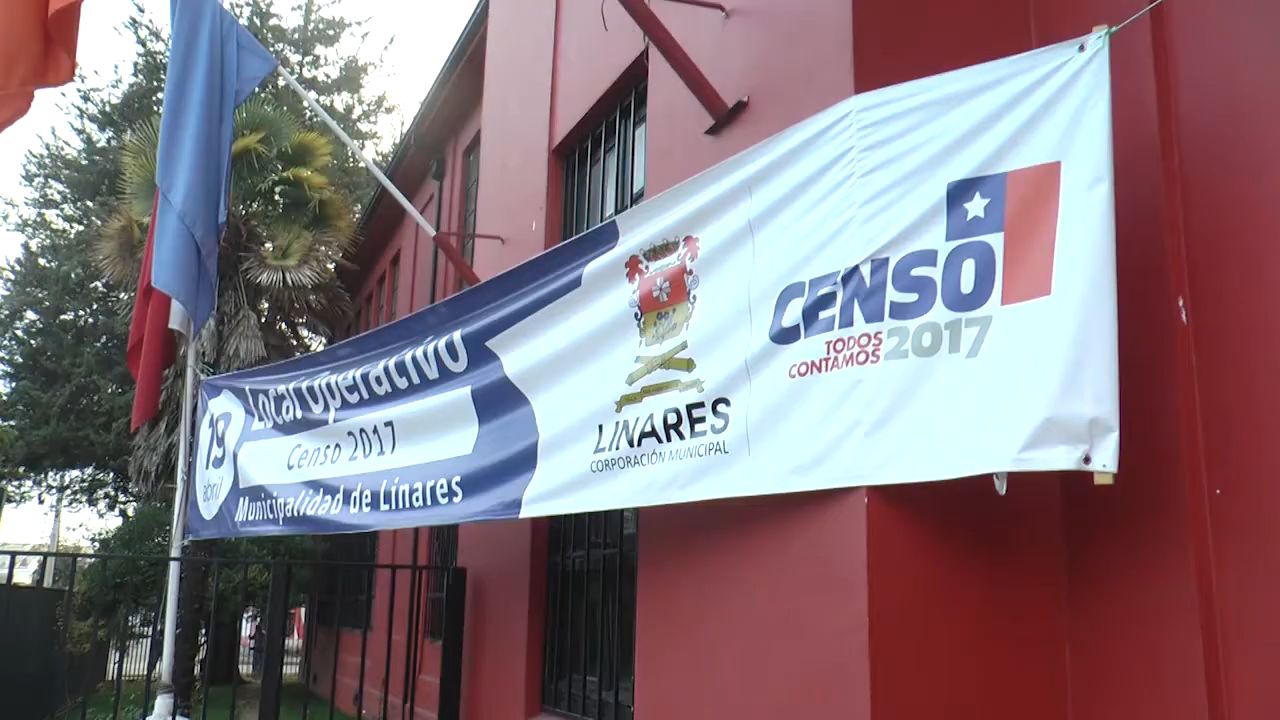 19
abril
Local Operativo
Censo 2017
Municipalidad de Linares
LINARES
CORPORACIÓN MUNICIPAL
CENSO
TODOS
CONTAMOS
2017